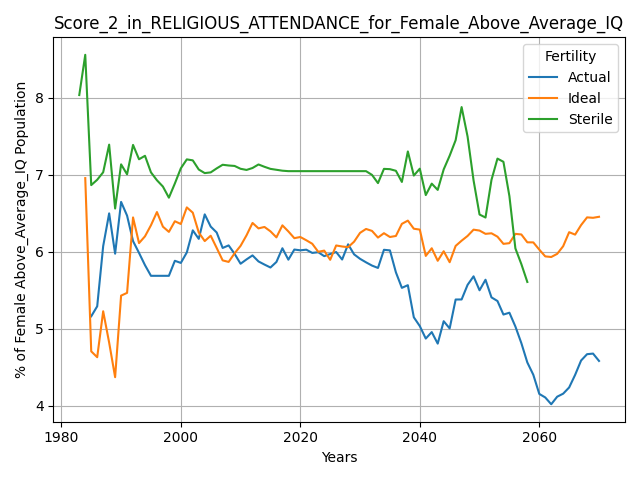 Score_2_in_RELIGIOUS_ATTENDANCE_for_Female_Above_Average_IQ
Fertility
Actual
Ideal
Sterile
% of Female Above_Average_IQ Population
8
7
6
5
4
1980 2000 2020 2040 2060
Years